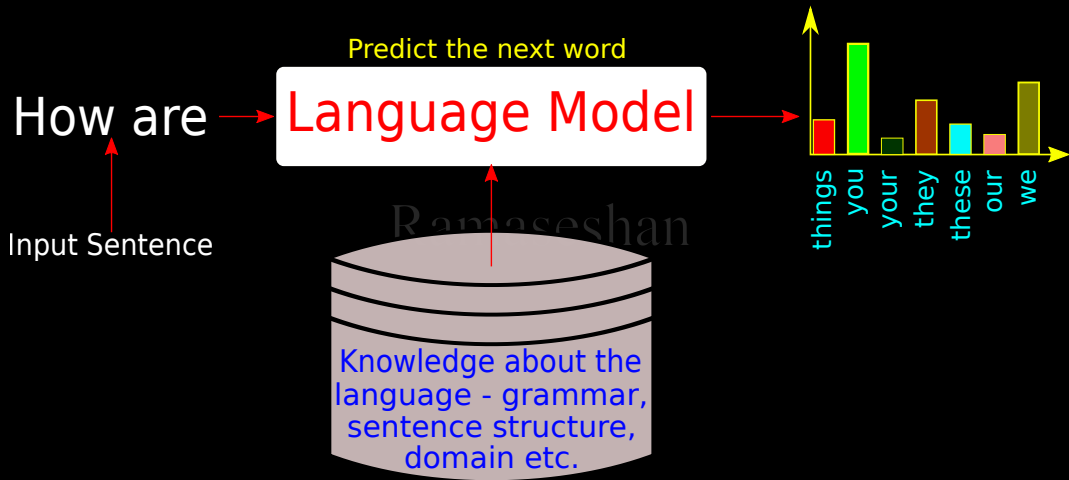 Predict the next word
How are
Language Model
Input Sentence
Ramaseshan
things
you
your
they
these
our
we
Knowledge about the
language - grammar,
sentence structure,
domain etc.